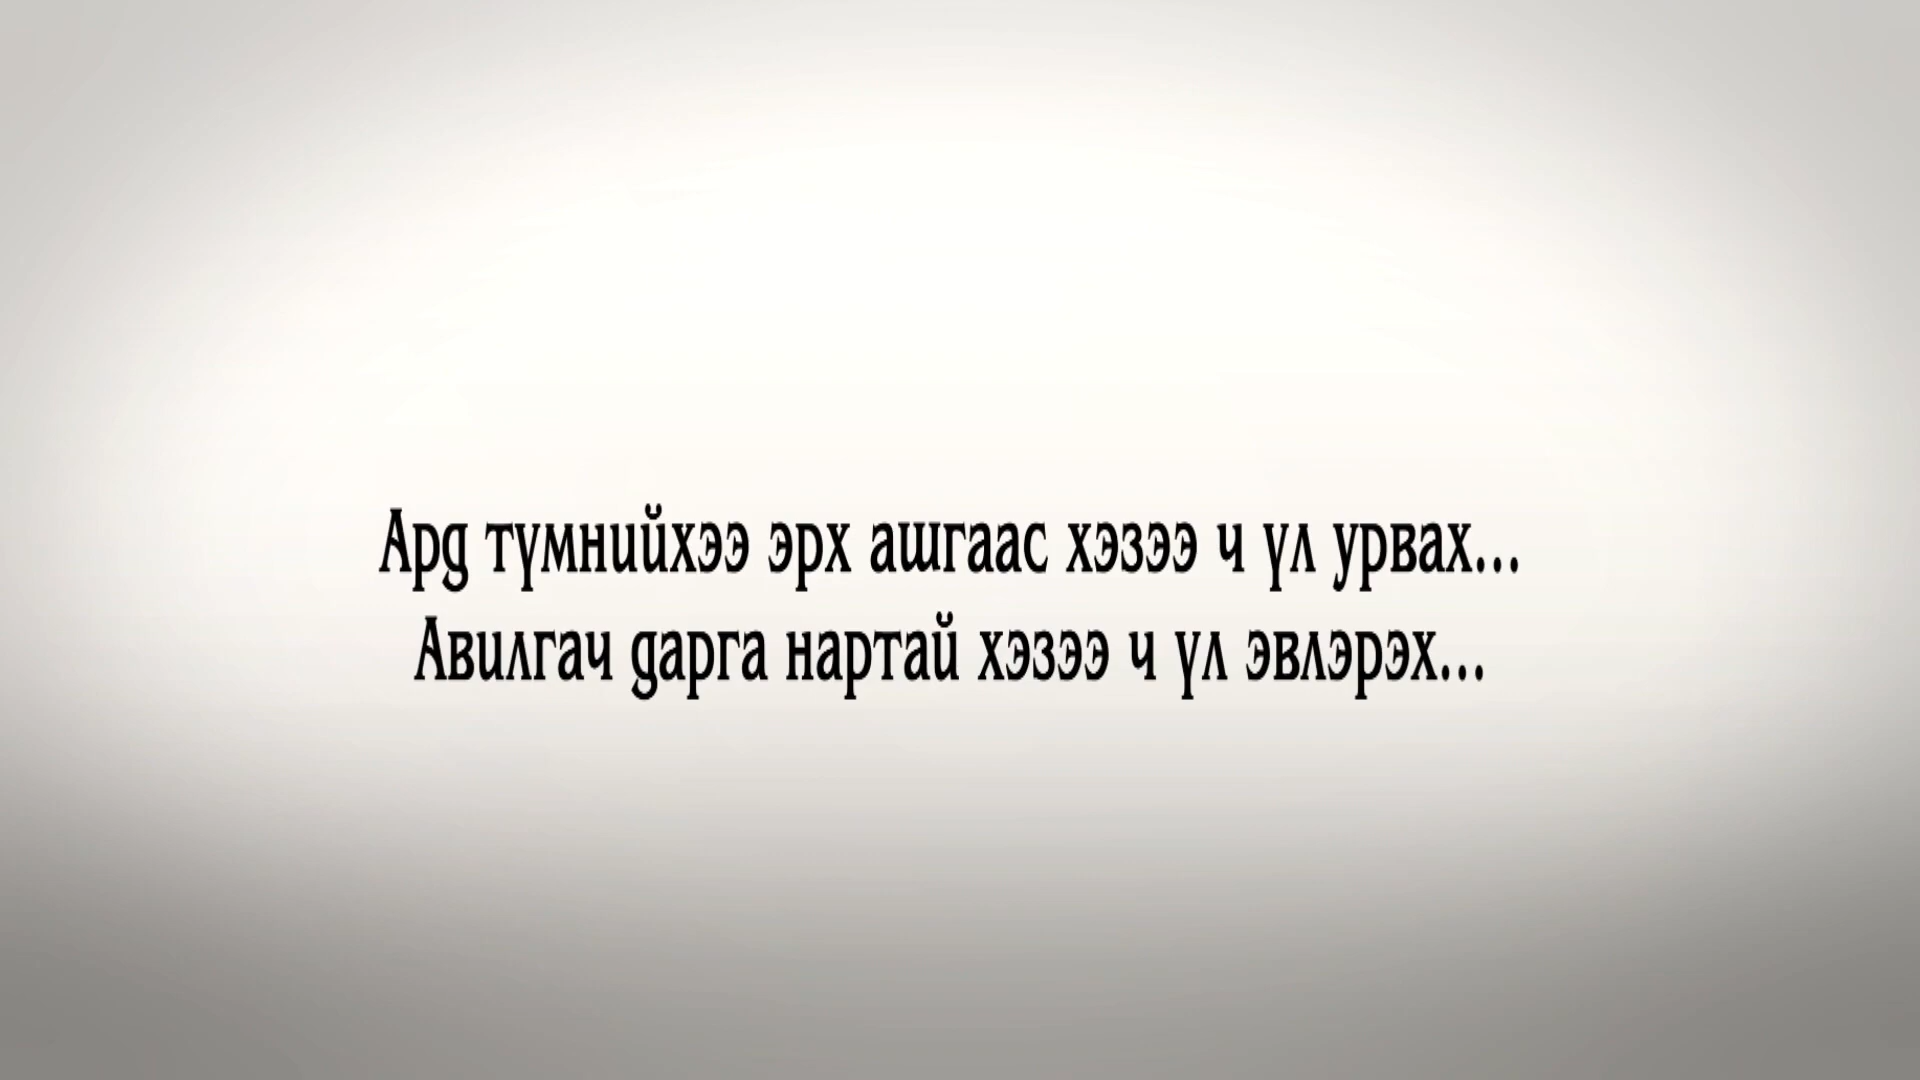 Ард түмнийхээ эрх ашгаас хэзээ ч үл урвах...
Авилгач дарга нартай хэзээ ч үл эвлэрэх...